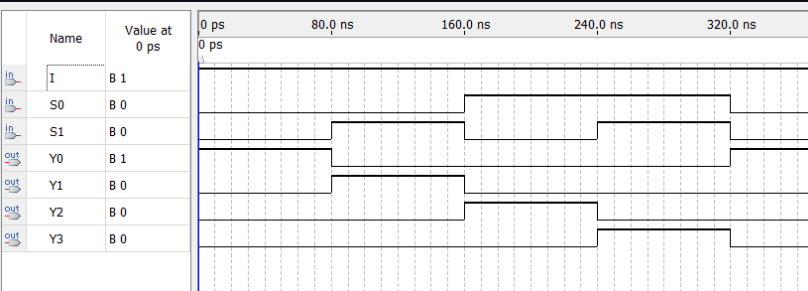 Name
Value at
0 ps
0 ps
80.0 ns
160.0 ns
240.0 ns
320.0 ns
0 ps
in
I
B 1
in
S0
B 0
in
S1
B 0
out
Y0
B 1
out
Y1
B 0
out
Y2
B 0
out
Y3
B 0